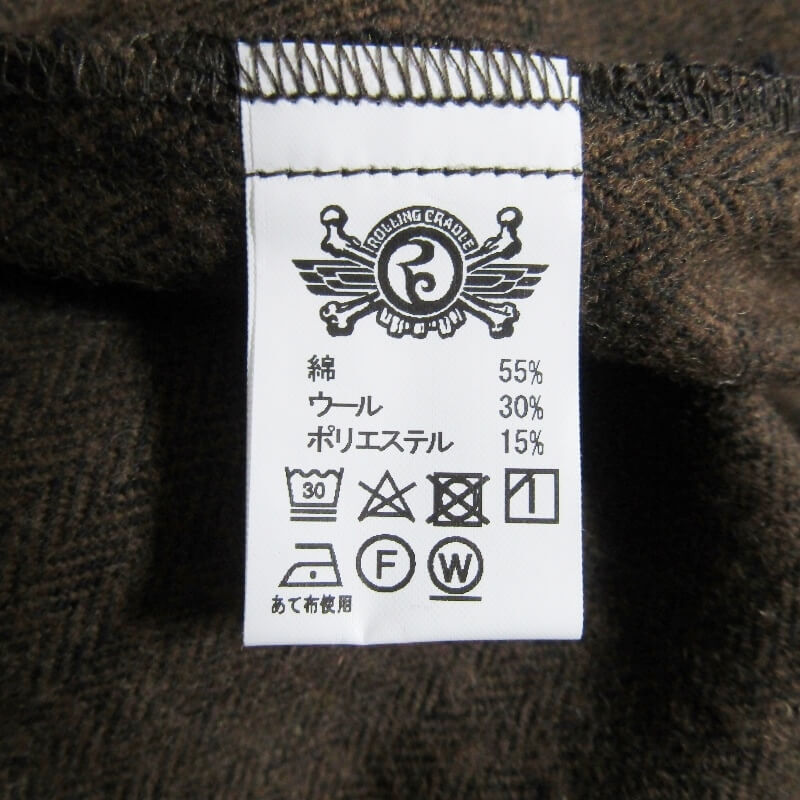 ROLLING CRADLE
綿 55%
ウール 30%
ポリエステル 15%
30
F
W
あて布使用